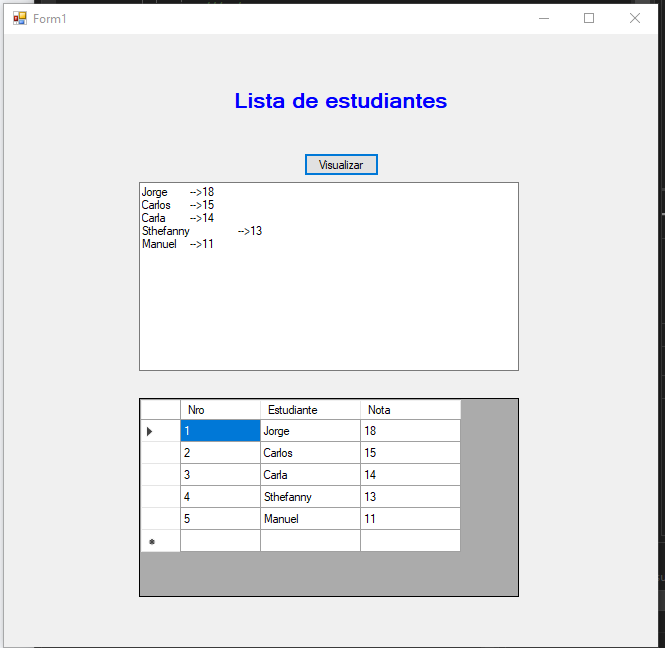 Form1
Lista de estudiantes
Visualizar
Jorge -->18
Carlos -->15
Carla -->14
Sthefanny -->13
Manuel -->11
Nro Estudiante Nota
1 Jorge 18
2 Carlos 15
3 Carla 14
4 Sthefanny 13
5 Manuel 11